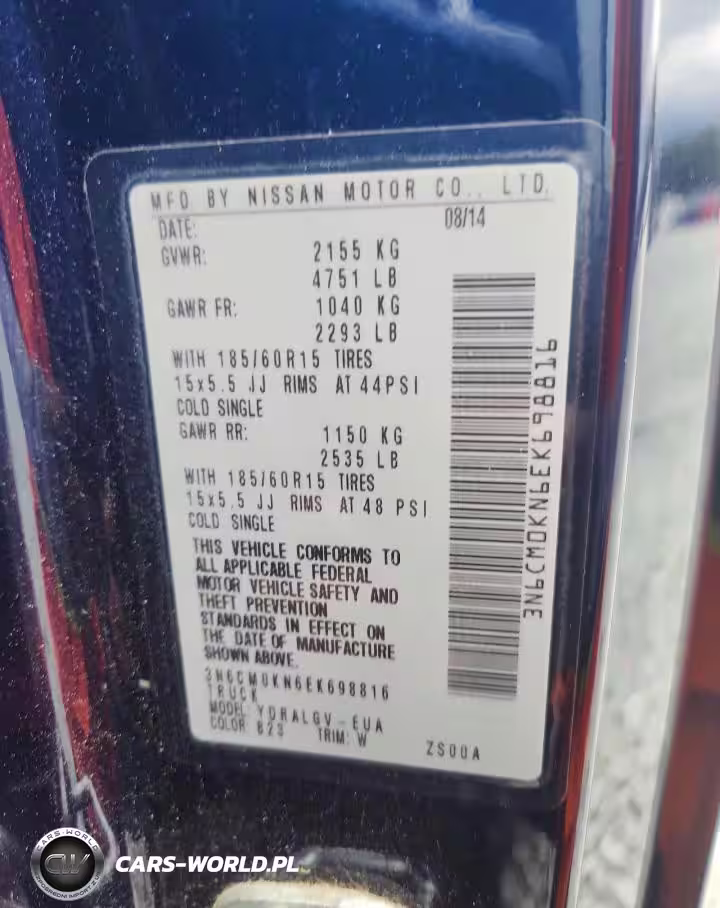 MFD BY NISSAN MOTOR CO., LTD.
DATE: 08/14
GVWR: 2155 KG
4751 LB
GAWR FR: 1040 KG
2293 LB
WITH 185/60R15 TIRES
15x5.5 JJ RIMS AT 44PSI
COLD SINGLE
GAWR RR: 1150 KG
2535 LB
WITH 185/60R15 TIRES
15x5.5 JJ RIMS AT 48 PSI
COLD SINGLE
THIS VEHICLE CONFORMS TO
ALL APPLICABLE FEDERAL
MOTOR VEHICLE SAFETY AND
THEFT PREVENTION
STANDARDS IN EFFECT ON
THE DATE OF MANUFACTURE
SHOWN ABOVE.
3N6CM0KN6EK698816
TRUCK
MODEL: YDRALGV-EUA
COLOR: B23 TRIM: W ZS00A
3N6CM0KN6EK698816
CARS-WORLD
CW
CARS-WORLD.PL